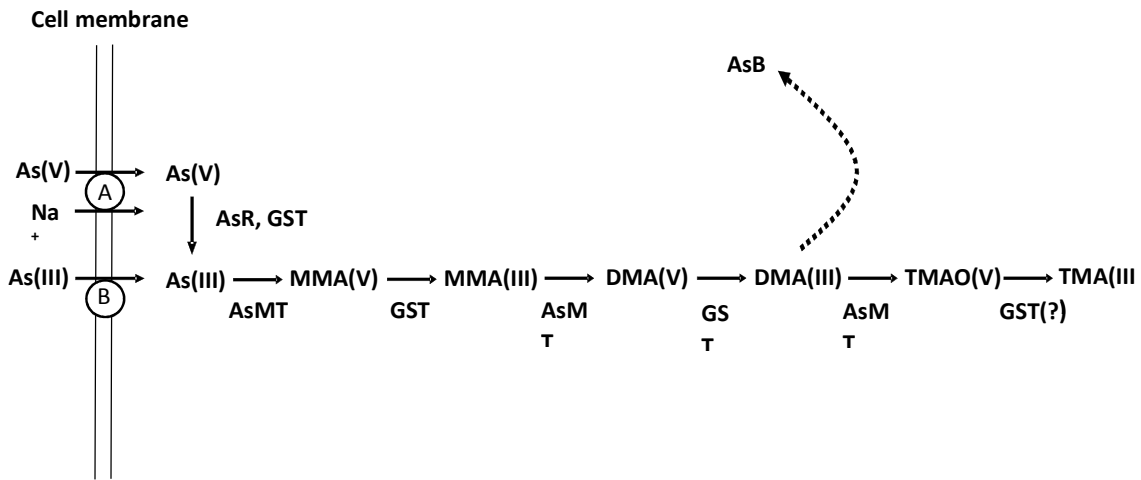 Cell membrane
AsB
As(V) As(V)
A
Na
+
AsR, GST
As(III) As(III) MMA(V) MMA(III) DMA(V) DMA(III) TMAO(V) TMA(III
B
AsMT GST AsM GS AsM GST(?)
T T T